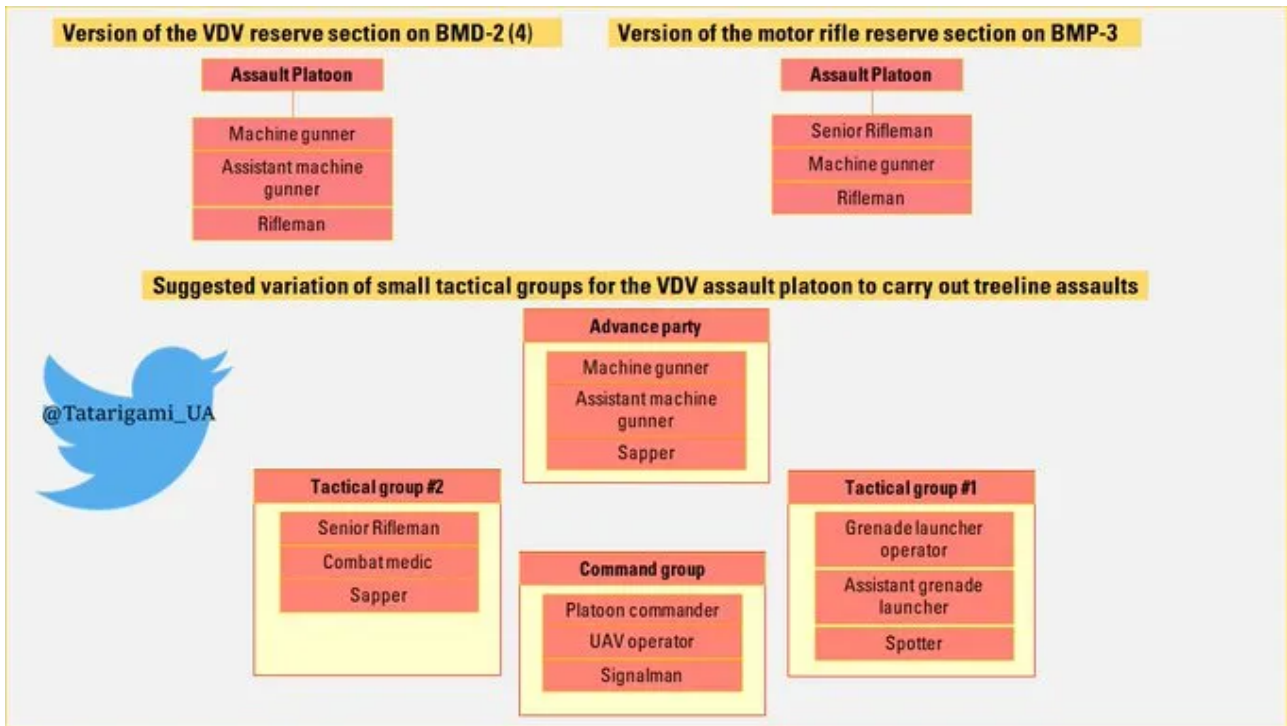 Version of the VDV reserve section on BMD-2 (4)
Assault Platoon
Machine gunner
Assistant machine
gunner
Rifleman
Version of the motor rifle reserve section on BMP-3
Assault Platoon
Senior Rifleman
Machine gunner
Rifleman
Suggested variation of small tactical groups for the VDV assault platoon to carry out treeline assaults
@Tatarigami_UA
Advance party
Machine gunner
Assistant machine
gunner
Sapper
Tactical group #2
Senior Rifleman
Combat medic
Sapper
Command group
Platoon commander
UAV operator
Signalman
Tactical group #1
Grenade launcher
operator
Assistant grenade
launcher
Spotter